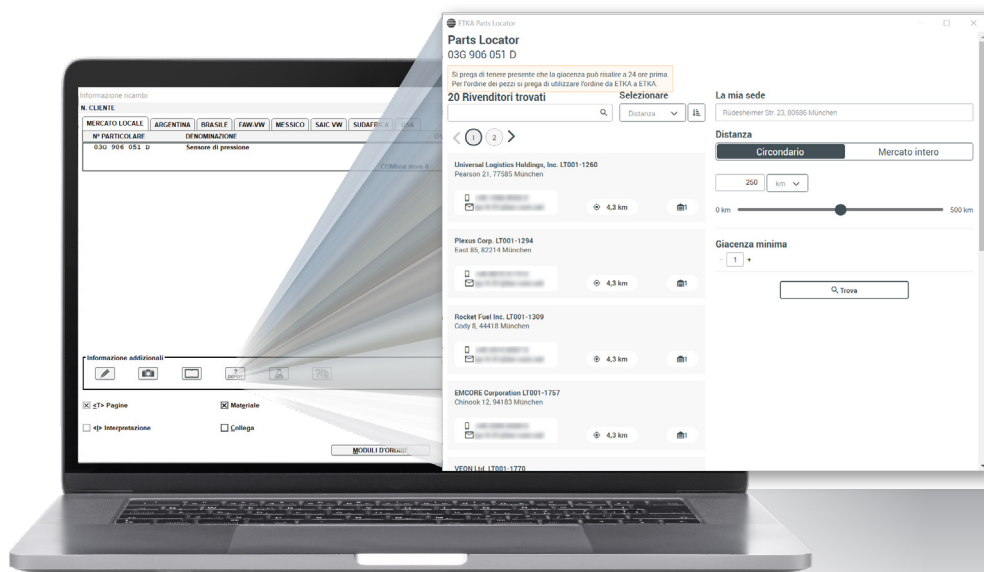 Informazione ricambi
N. CLIENTE
MERCATO LOCALE ARGENTINA BRASILE FAW-VW MESSICO SAIC VW SUDAFRICA USA
Nº PARTICOLARE DENOMINAZIONE
03G 906 051 D Sensore di pressione
Informazione addizionali
? DEPOT
<T> Pagine
Materiale
<I> Interpretazione
Collega
MODULI D'ORDINE
ETKA Parts Locator
Parts Locator
03G 906 051 D
Si prega di tenere presente che la giacenza può risalire a 24 ore prima
Per l'ordine dei pezzi si prega di utilizzare l'ordine da ETKA a ETKA.
20 Rivenditori trovati
Selezionare
Distanza
1 2
Universal Logistics Holdings, Inc. LT001-1260
Pearson 21, 77585 München
4,3 km 1
Plexus Corp. LT001-1294
East 85, 82214 München
4,3 km 1
Rocket Fuel Inc. LT001-1309
Cody 8, 44418 München
4,3 km 1
EMCORE Corporation LT001-1757
Chinook 12, 94183 München
4,3 km 1
VEON Ltd. LT001-1770
La mia sede
Rüdesheimer Str. 23, 80686 München
Distanza
Circondario Mercato intero
250 km
0 km 500 km
Giacenza minima
- 1 +
Trova